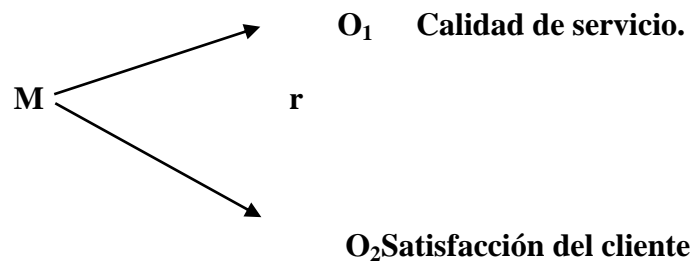 O₁ Calidad de servicio.
M r
O₂Satisfacción del cliente